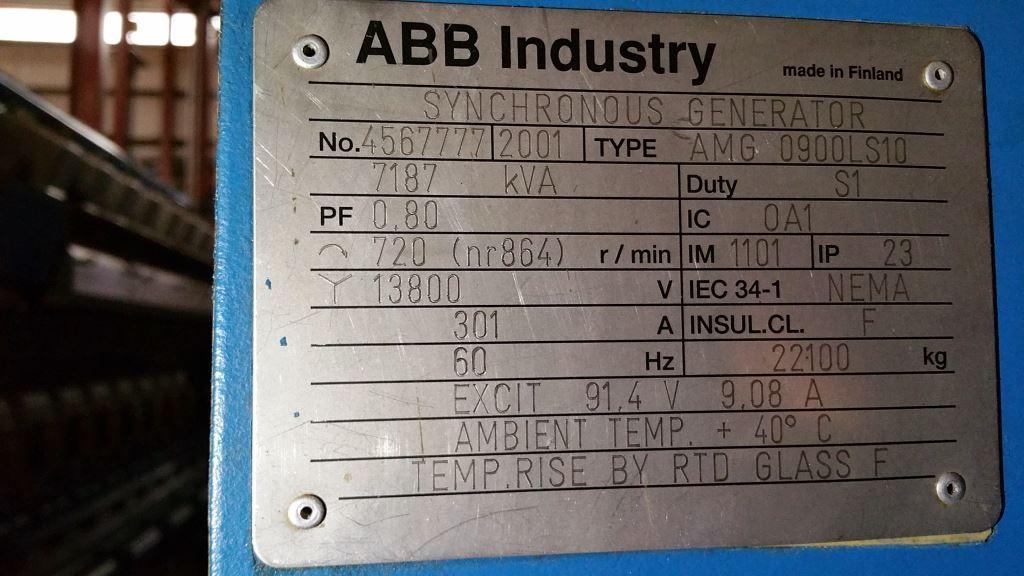 ABB Industry made in Finland
SYNCHRONOUS GENERATOR
No. 4567777 2001 TYPE AMG 0900LS10
7187 kVA Duty S1
PF 0,80 IC 0A1
720 (nr864) r/min IM 1101 IP 23
Y 13800 V IEC 34-1 NEMA
301 A INSUL.CL. F
60 Hz 22100 kg
EXCIT 91,4 V 9,08 A
AMBIENT TEMP. + 40° C
TEMP.RISE BY RTD GLASS F